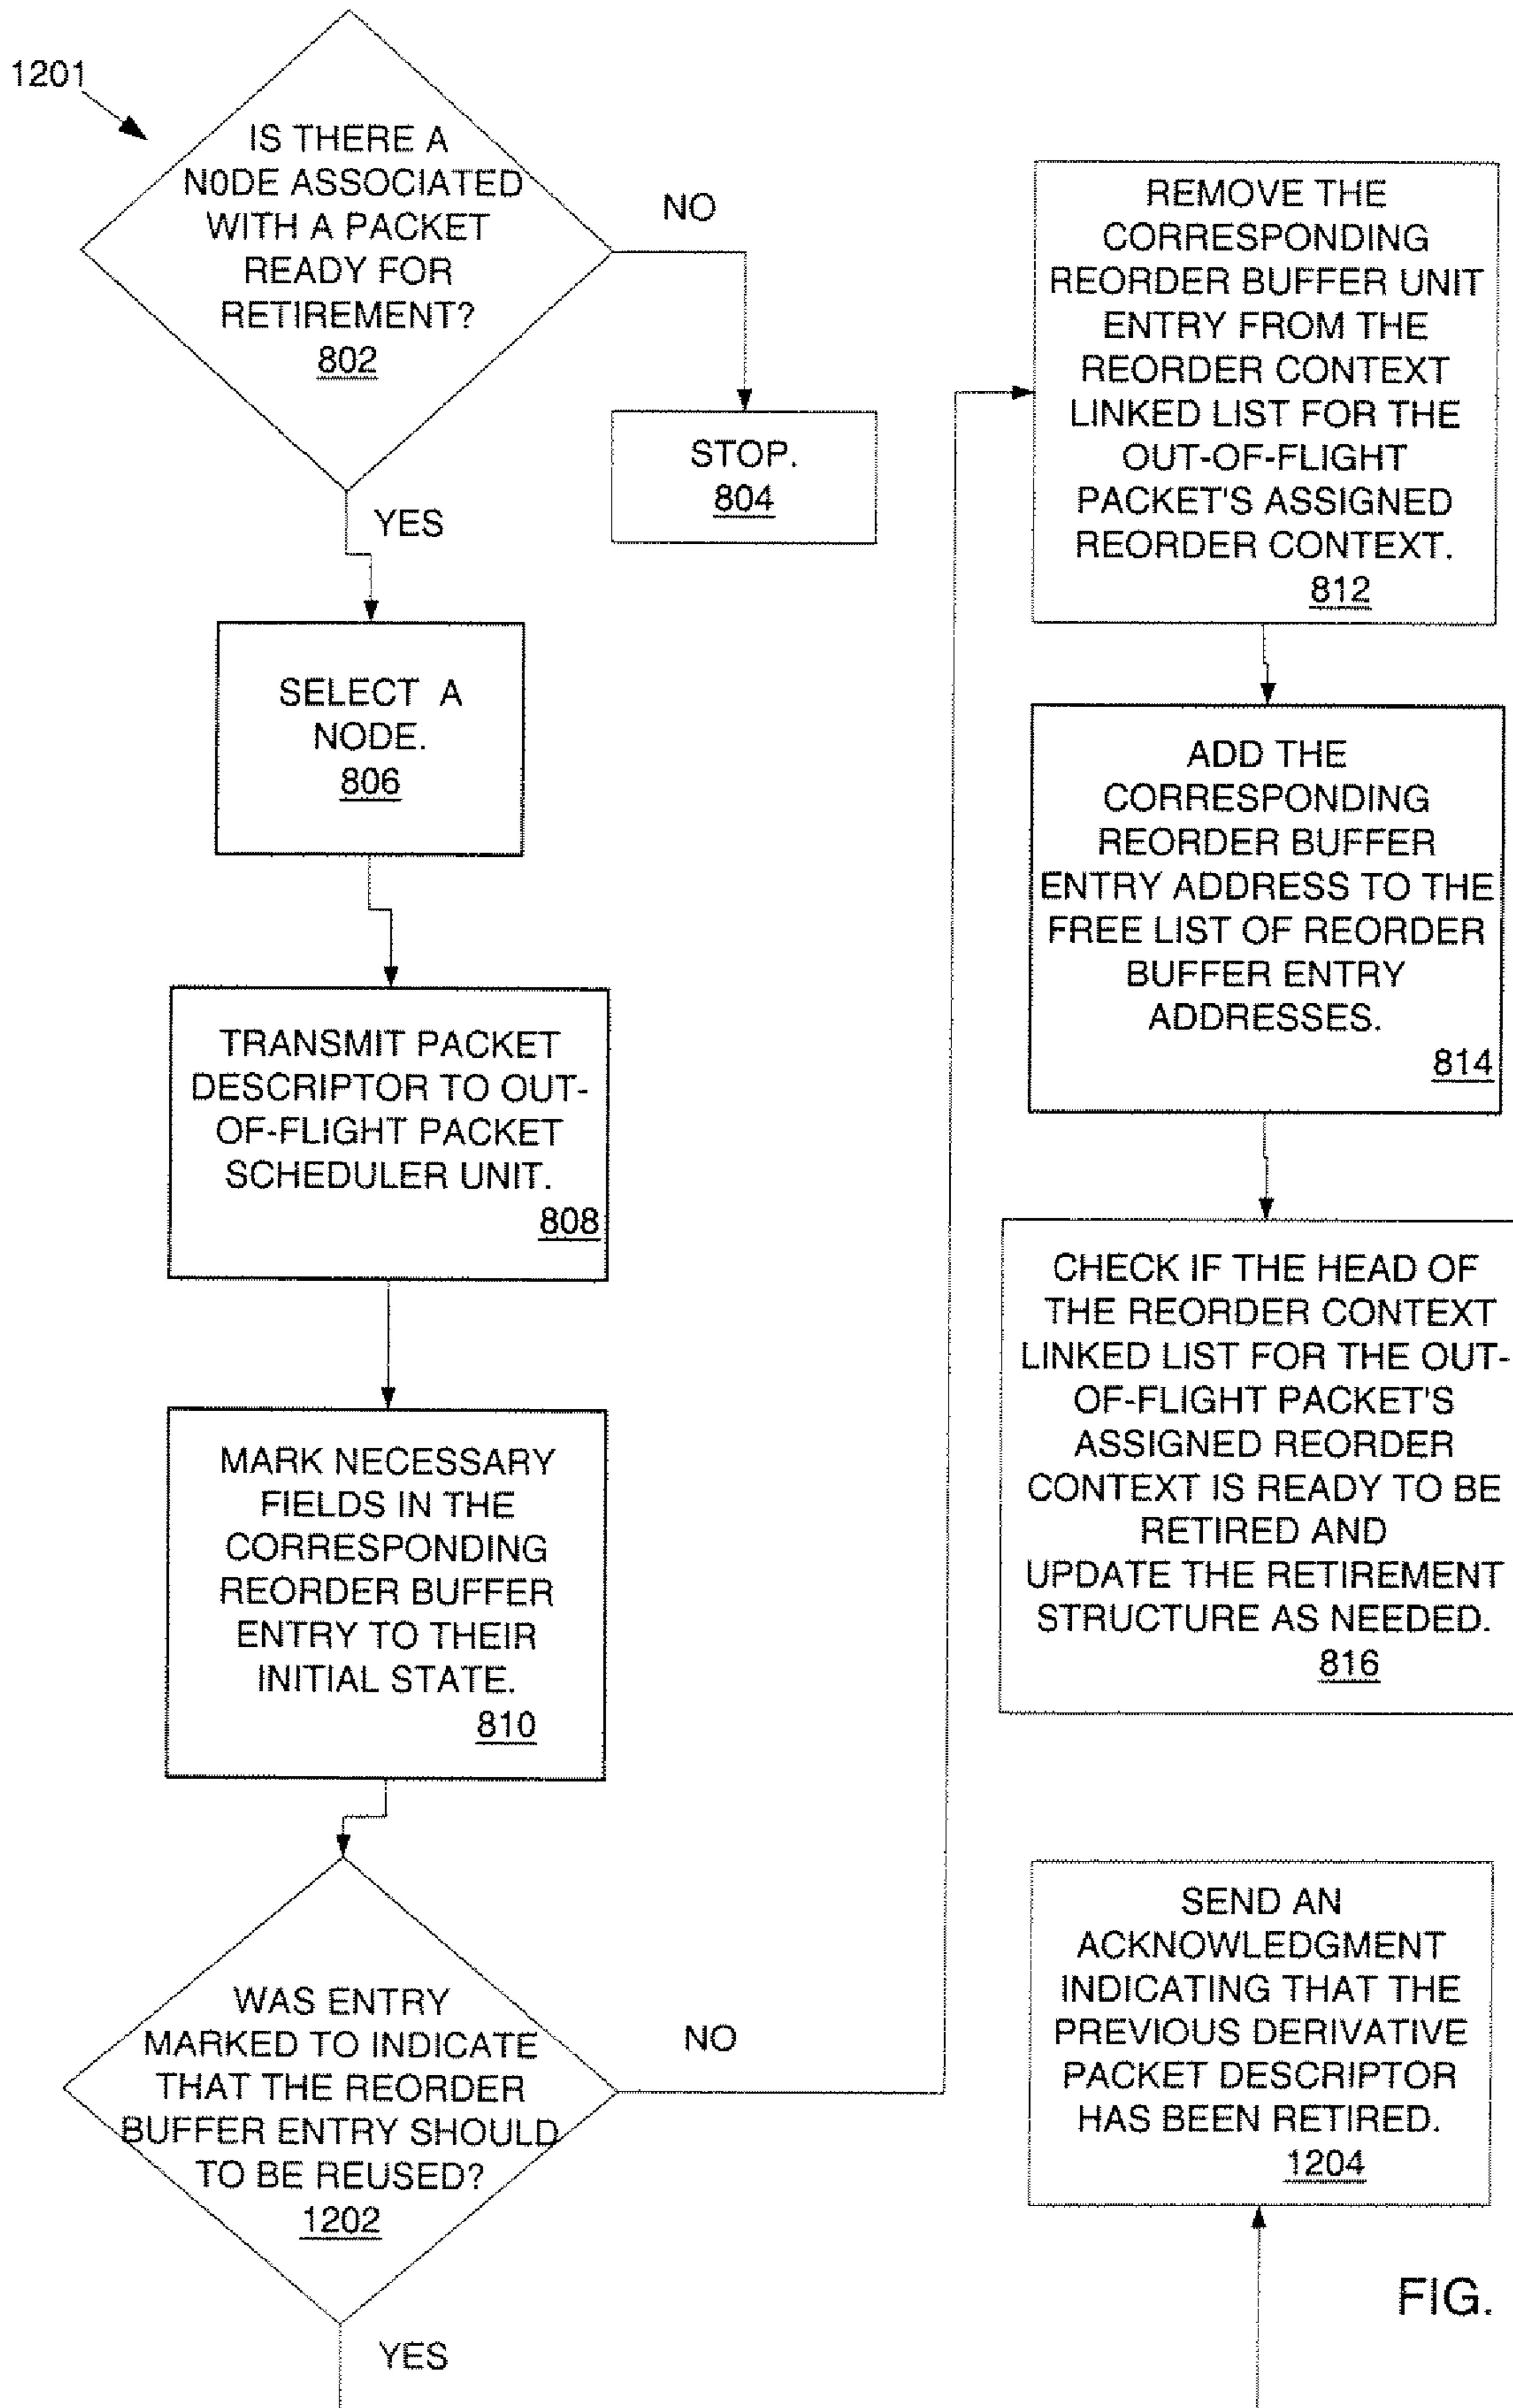 1201
IS THERE A
N0DE ASSOCIATED
WITH A PACKET
READY FOR
RETIREMENT?
802
NO
STOP.
804
YES
SELECT A
NODE.
806
TRANSMIT PACKET
DESCRIPTOR TO OUT-
OF-FLIGHT PACKET
SCHEDULER UNIT.
808
MARK NECESSARY
FIELDS IN THE
CORRESPONDING
REORDER BUFFER
ENTRY TO THEIR
INITIAL STATE.
810
WAS ENTRY
MARKED TO INDICATE
THAT THE REORDER
BUFFER ENTRY SHOULD
TO BE REUSED?
1202
NO
YES
REMOVE THE
CORRESPONDING
REORDER BUFFER UNIT
ENTRY FROM THE
REORDER CONTEXT
LINKED LIST FOR THE
OUT-OF-FLIGHT
PACKET'S ASSIGNED
REORDER CONTEXT.
812
ADD THE
CORRESPONDING
REORDER BUFFER
ENTRY ADDRESS TO THE
FREE LIST OF REORDER
BUFFER ENTRY
ADDRESSES.
814
CHECK IF THE HEAD OF
THE REORDER CONTEXT
LINKED LIST FOR THE OUT-
OF-FLIGHT PACKET'S
ASSIGNED REORDER
CONTEXT IS READY TO BE
RETIRED AND
UPDATE THE RETIREMENT
STRUCTURE AS NEEDED.
816
SEND AN
ACKNOWLEDGMENT
INDICATING THAT THE
PREVIOUS DERIVATIVE
PACKET DESCRIPTOR
HAS BEEN RETIRED.
1204
FIG.